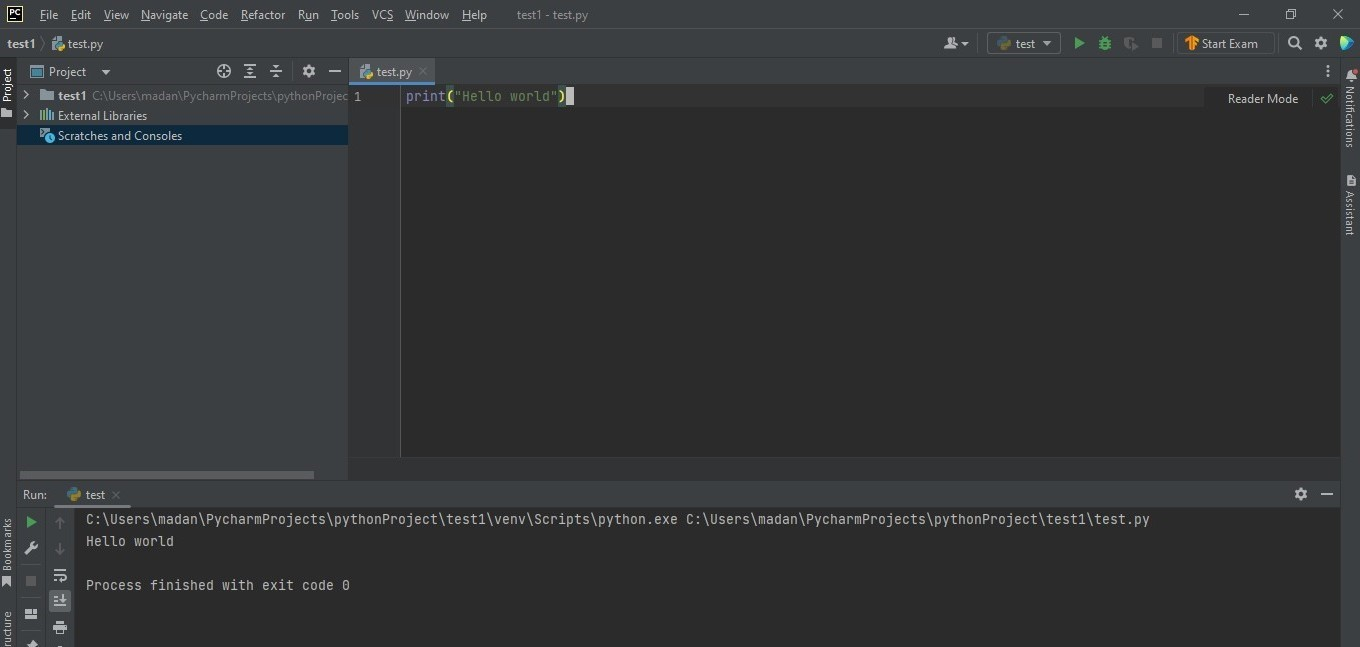 PC File Edit View Navigate Code Refactor Run Tools VCS Window Help test1 - test.py
test1 test.py test Start Exam
Project
Project
test.py
test1 C:\Users\madan\PycharmProjects\pythonProjec
External Libraries
Scratches and Consoles
1 print("Hello world")
Reader Mode
Notifications
Assistant
Run: test
C:\Users\madan\PycharmProjects\pythonProject\test1\venv\Scripts\python.exe C:\Users\madan\PycharmProjects\pythonProject\test1\test.py
Hello world
Process finished with exit code 0
Bookmarks
ructure